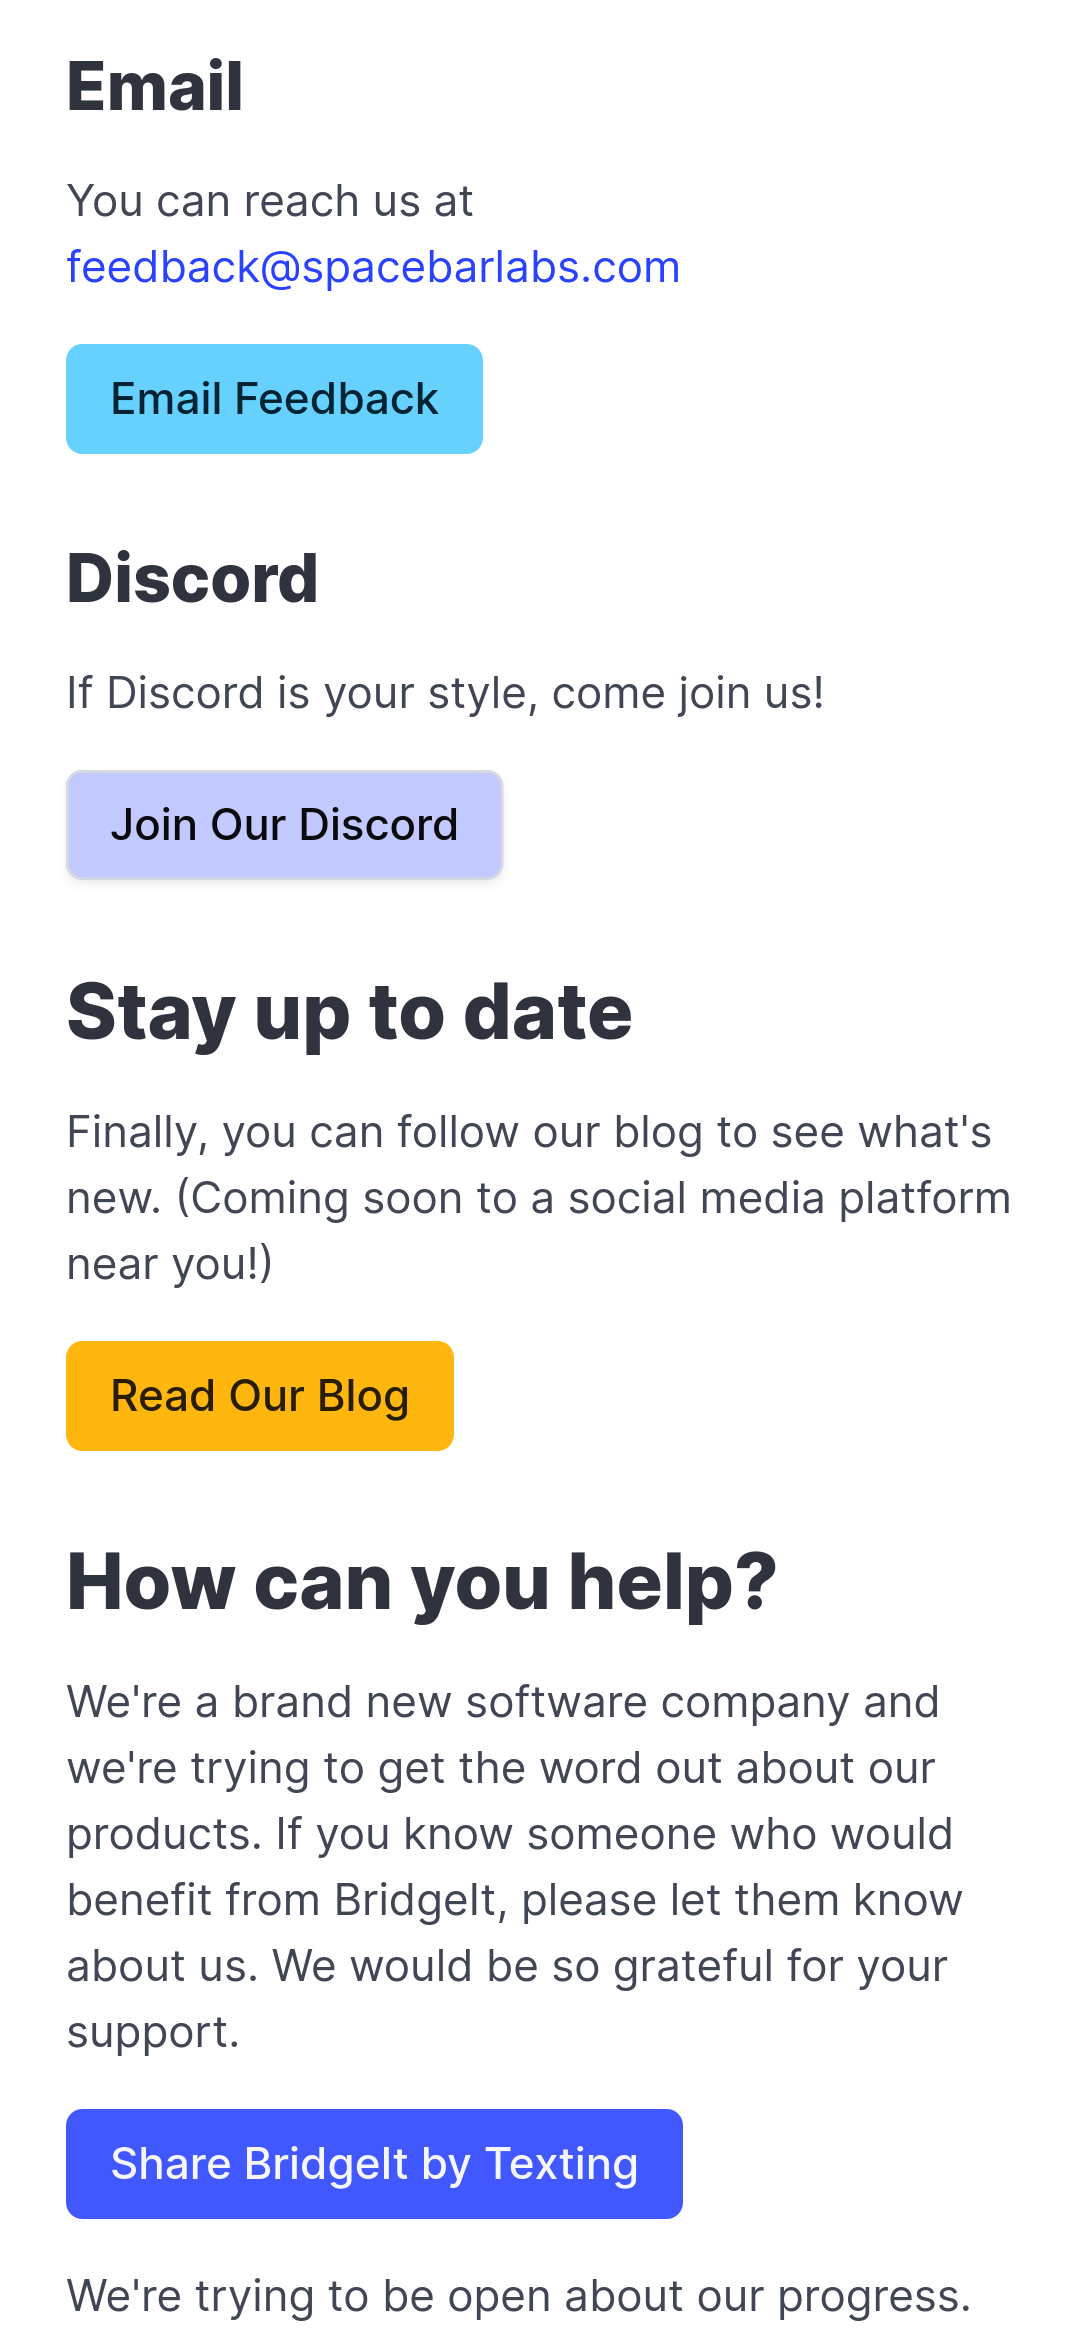 Email
You can reach us at
feedback@spacebarlabs.com
Email Feedback
Discord
If Discord is your style, come join us!
Join Our Discord
Stay up to date
Finally, you can follow our blog to see what's
new. (Coming soon to a social media platform
near you!)
Read Our Blog
How can you help?
We're a brand new software company and
we're trying to get the word out about our
products. If you know someone who would
benefit from BridgeIt, please let them know
about us. We would be so grateful for your
support.
Share BridgeIt by Texting
We're trying to be open about our progress.